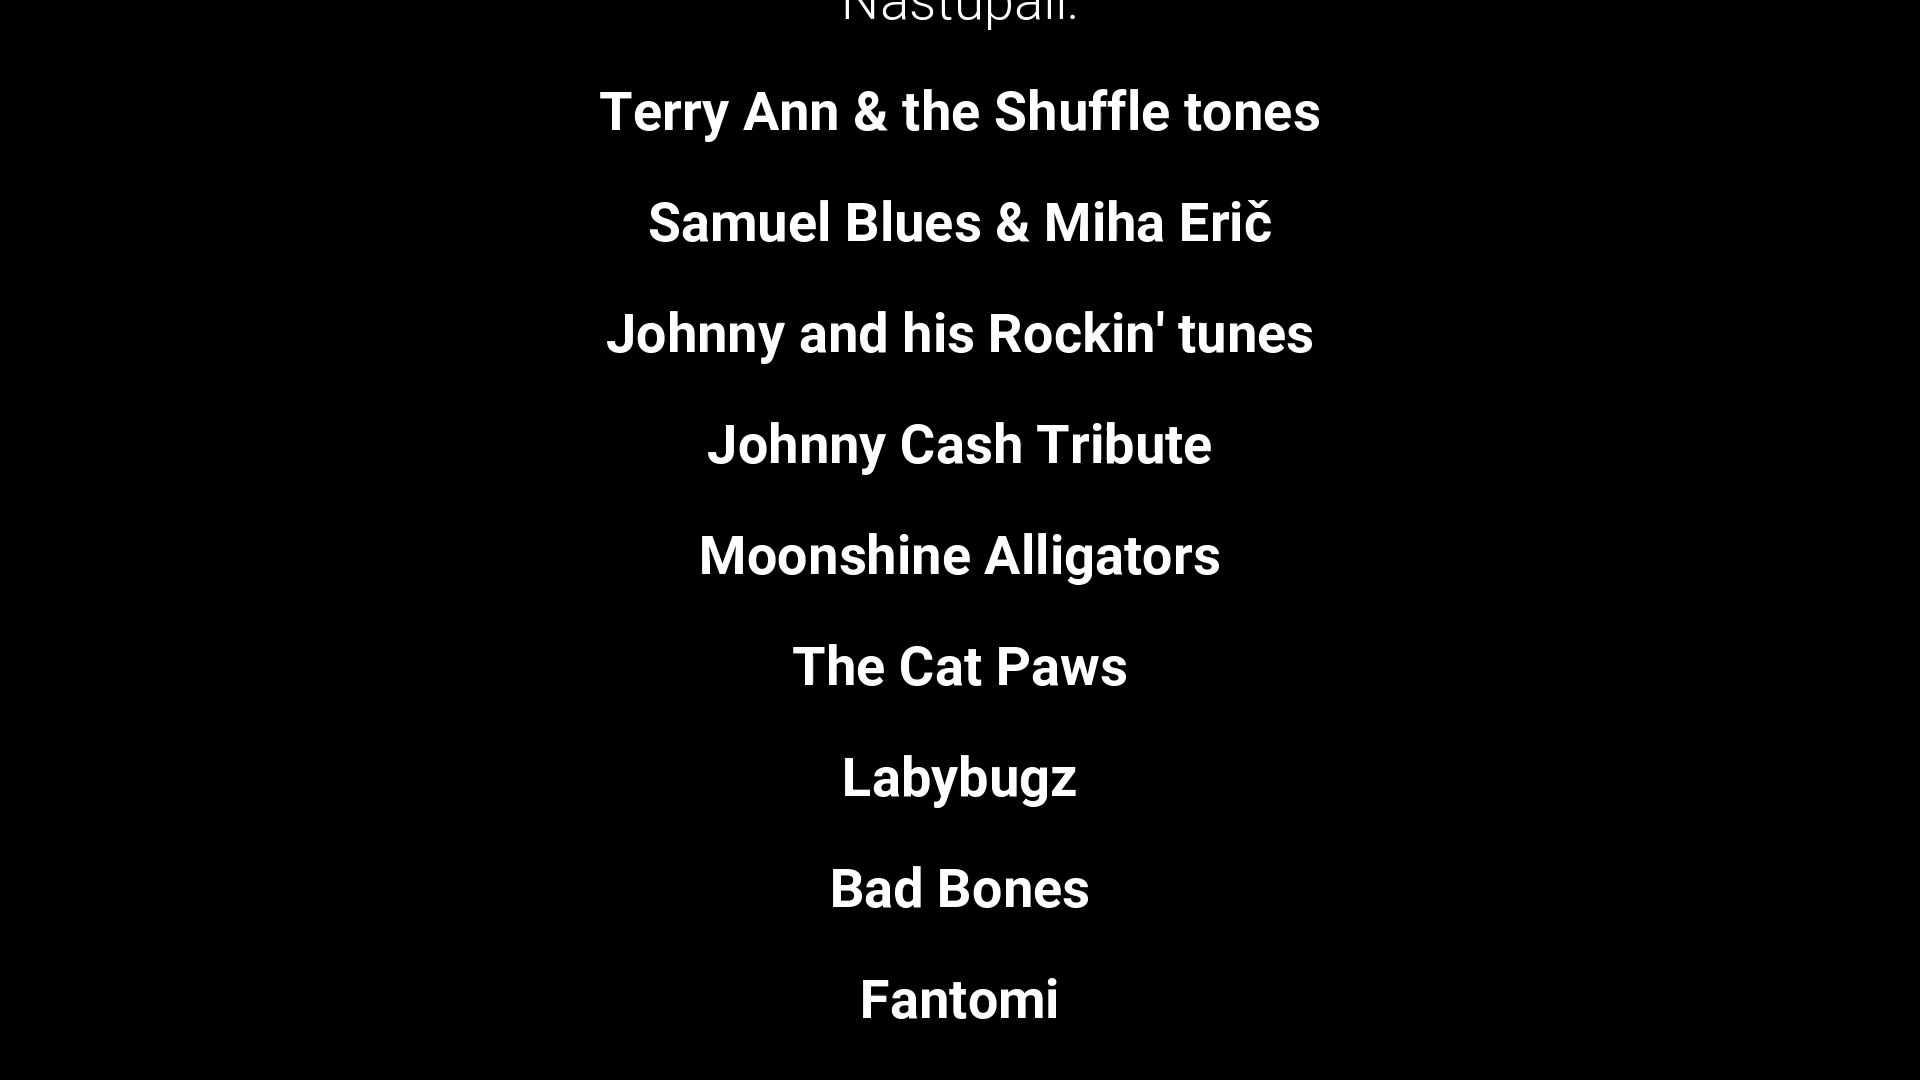 Nastupali:
Terry Ann & the Shuffle tones
Samuel Blues & Miha Erič
Johnny and his Rockin' tunes
Johnny Cash Tribute
Moonshine Alligators
The Cat Paws
Labybugz
Bad Bones
Fantomi